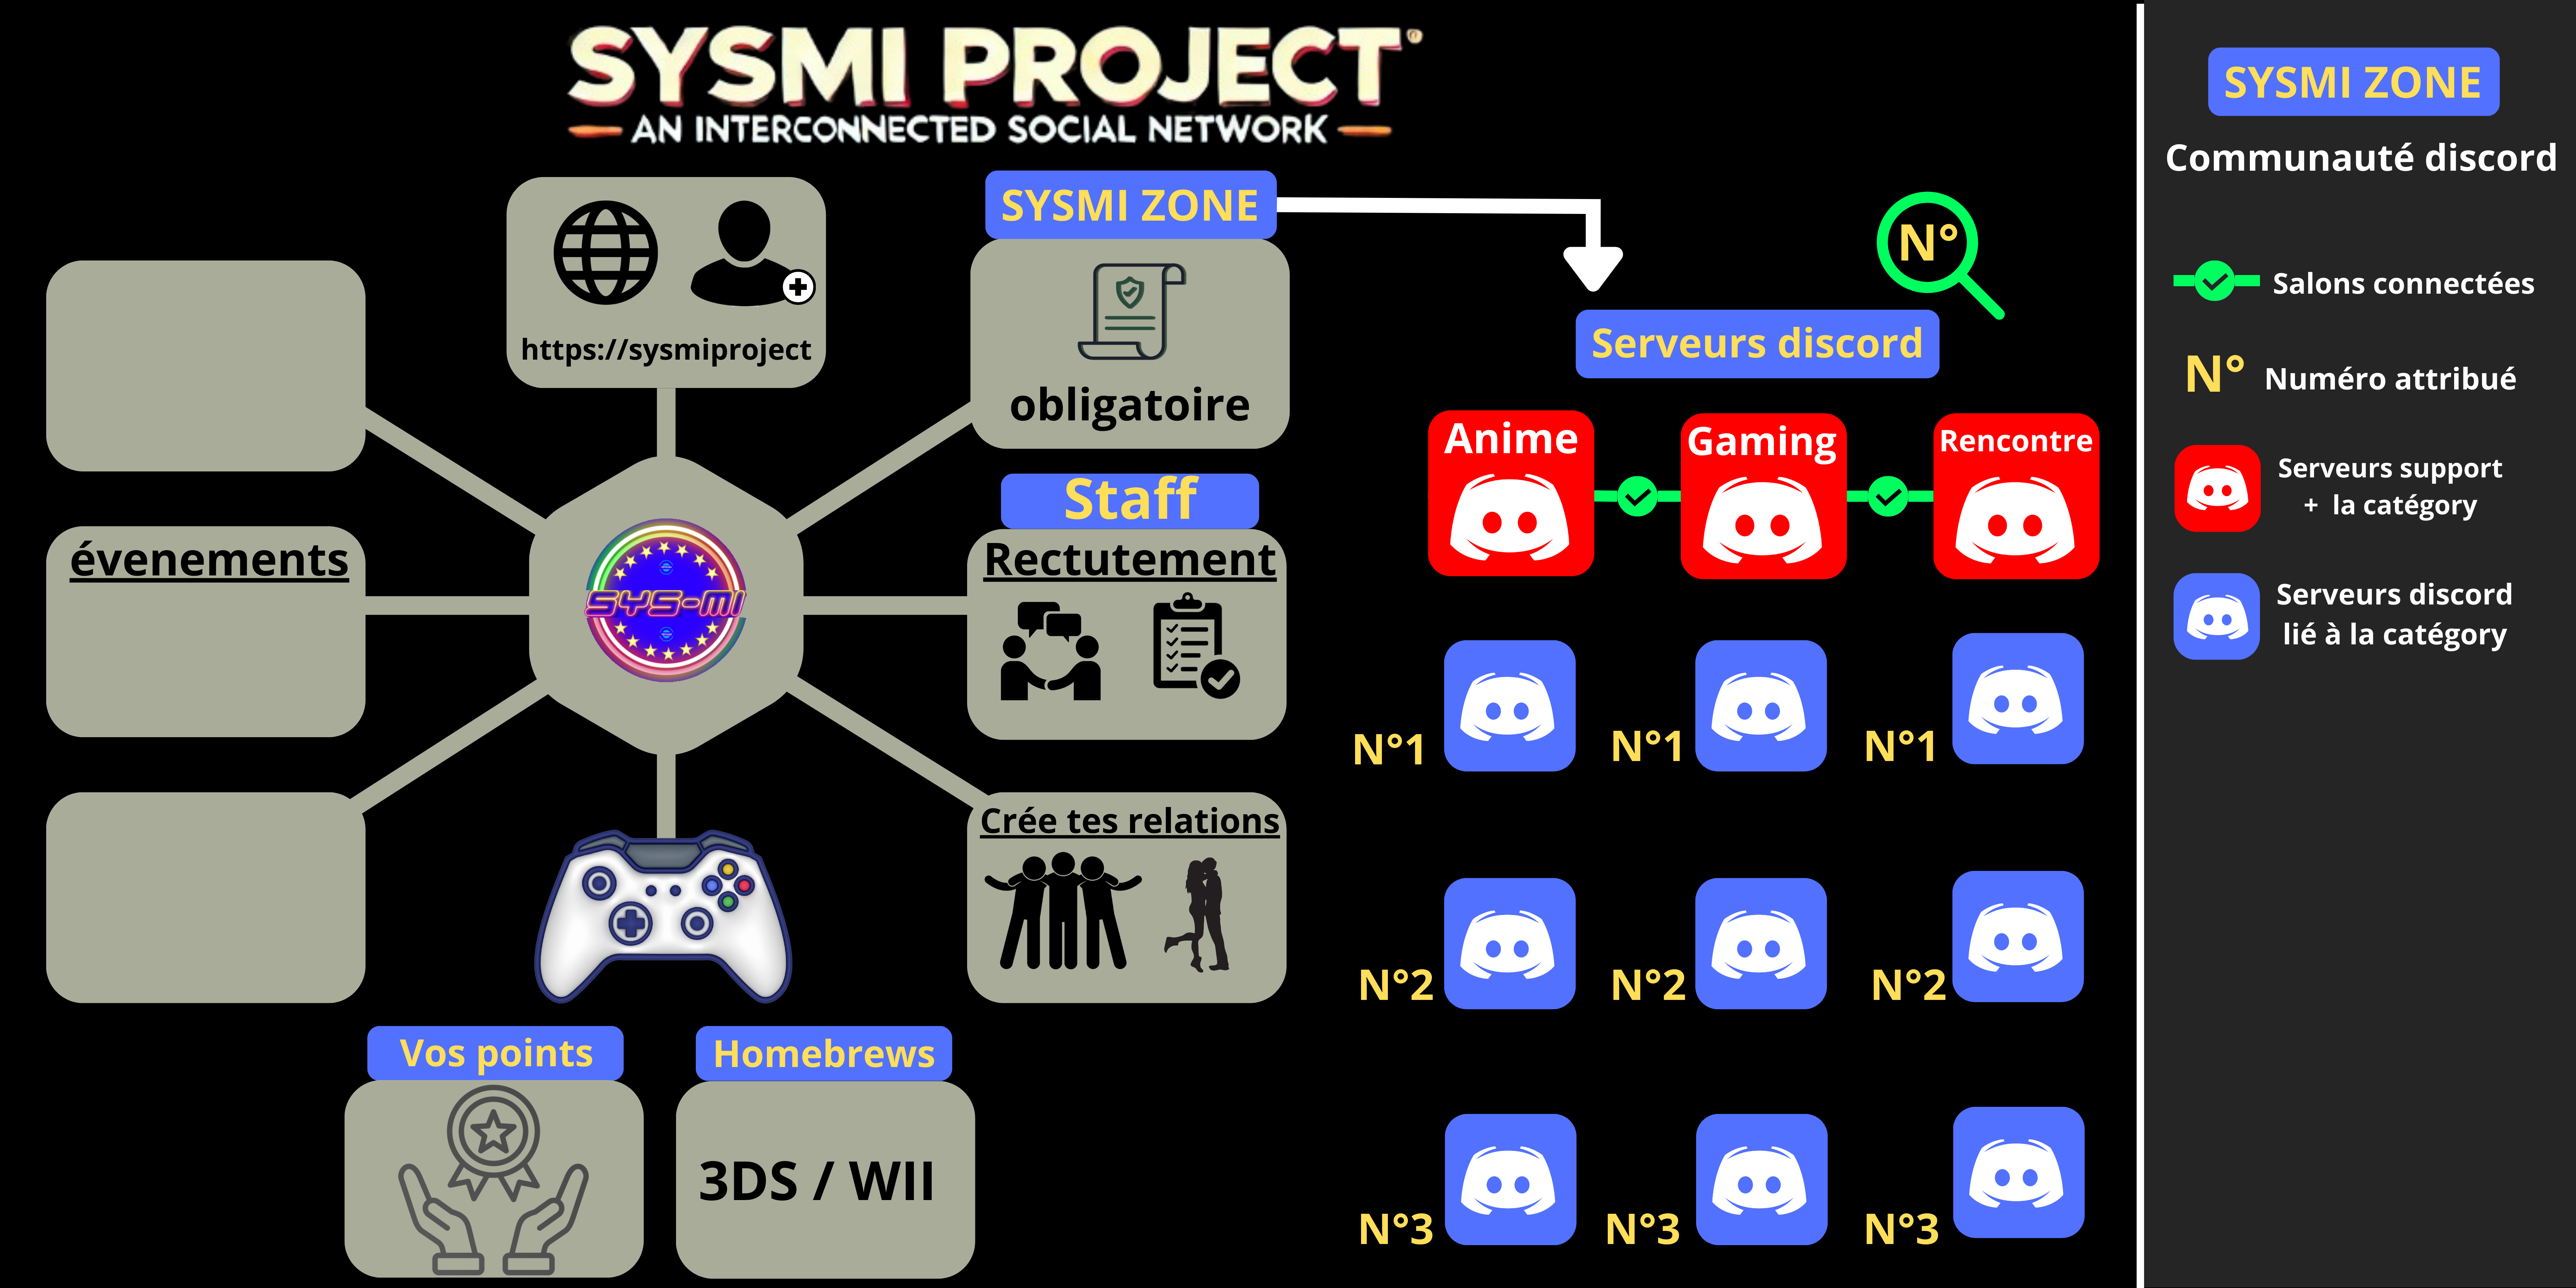 SYSMI PROJECT
AN INTERCONNECTED SOCIAL NETWORK
https://sysmiproject
SYSMI ZONE
obligatoire
Staff
Rectutement
Crée tes relations
évenements
SYS-MI
Vos points
Homebrews
3DS / WII
N°
Serveurs discord
Anime
Gaming
Rencontre
N°1
N°1
N°1
N°2
N°2
N°2
N°3
N°3
N°3
SYSMI ZONE
Communauté discord
Salons connectées
N° Numéro attribué
Serveurs support
+ la catégory
Serveurs discord
lié à la catégory